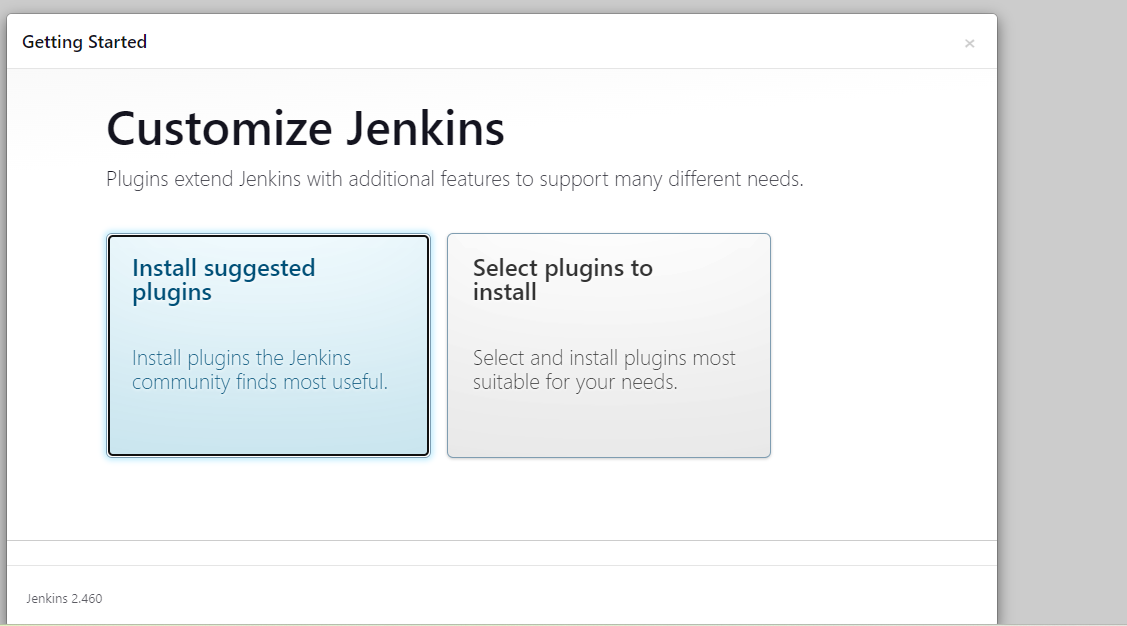 Getting Started
×
Customize Jenkins
Plugins extend Jenkins with additional features to support many different needs.
Install suggested
plugins
Install plugins the Jenkins
community finds most useful.
Select plugins to
install
Select and install plugins most
suitable for your needs.
Jenkins 2.460